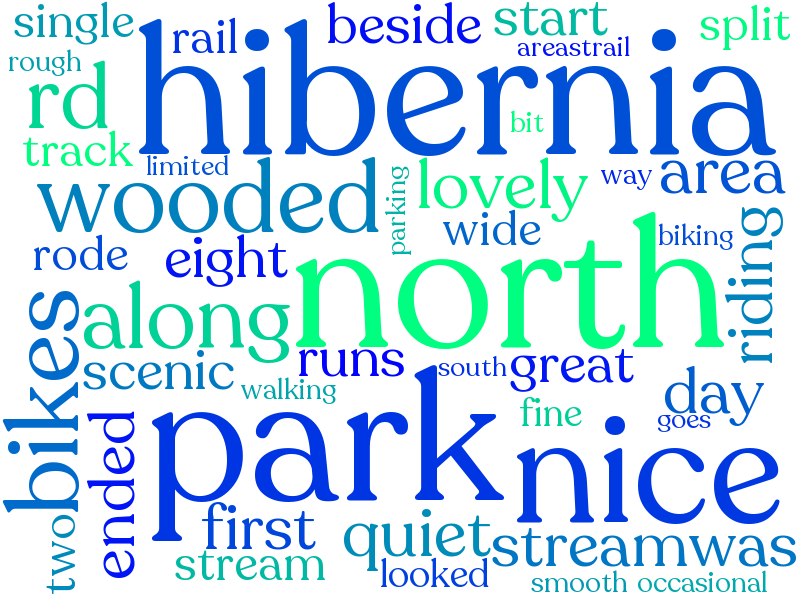 single
rail
beside
start
split
areastrail
rough
hibernia
rd
bit
track
limited
wooded
parking
lovely
way
area
wide
biking
rode
eight
north
riding
bikes
along
scenic
runs
south
great
walking
day
park
fine
goes
nice
ended
first
quiet
two
stream
looked
streamwas
smooth
occasional